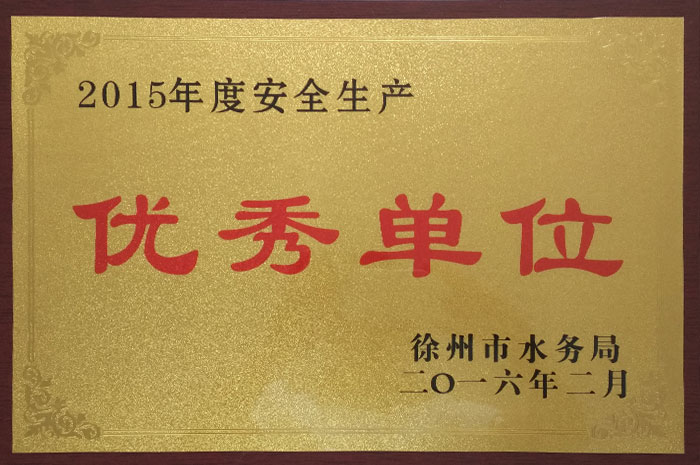 2015年度安全生产
优秀单位
徐州市水务局
二〇一六年二月